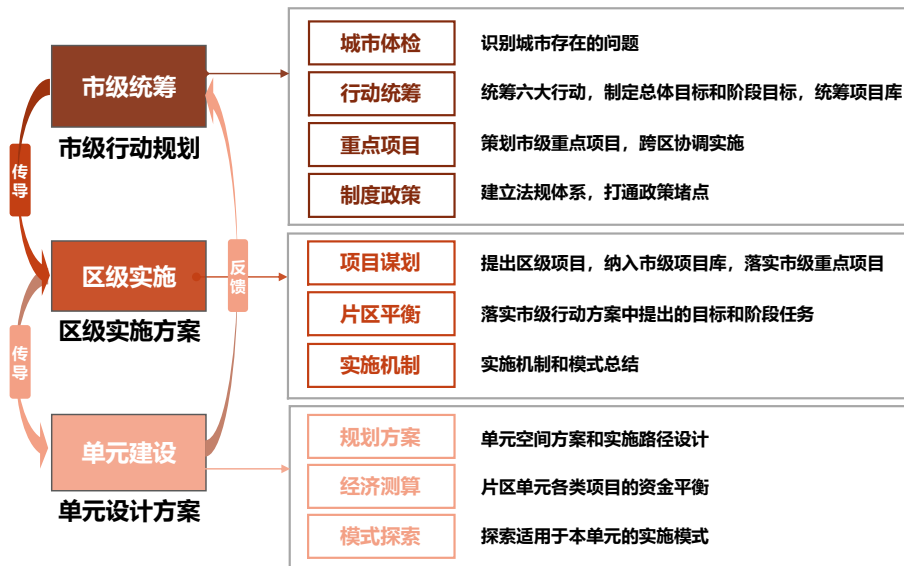 市级统筹
市级行动规划
城市体检 识别城市存在的问题
行动统筹 统筹六大行动，制定总体目标和阶段目标，统筹项目库
重点项目 策划市级重点项目，跨区协调实施
制度政策 建立法规体系，打通政策堵点
传导
区级实施
区级实施方案
反馈
项目谋划 提出区级项目，纳入市级项目库，落实市级重点项目
片区平衡 落实市级行动方案中提出的目标和阶段任务
实施机制 实施机制和模式总结
传导
单元建设
单元设计方案
规划方案 单元空间方案和实施路径设计
经济测算 片区单元各类项目的资金平衡
模式探索 探索适用于本单元的实施模式